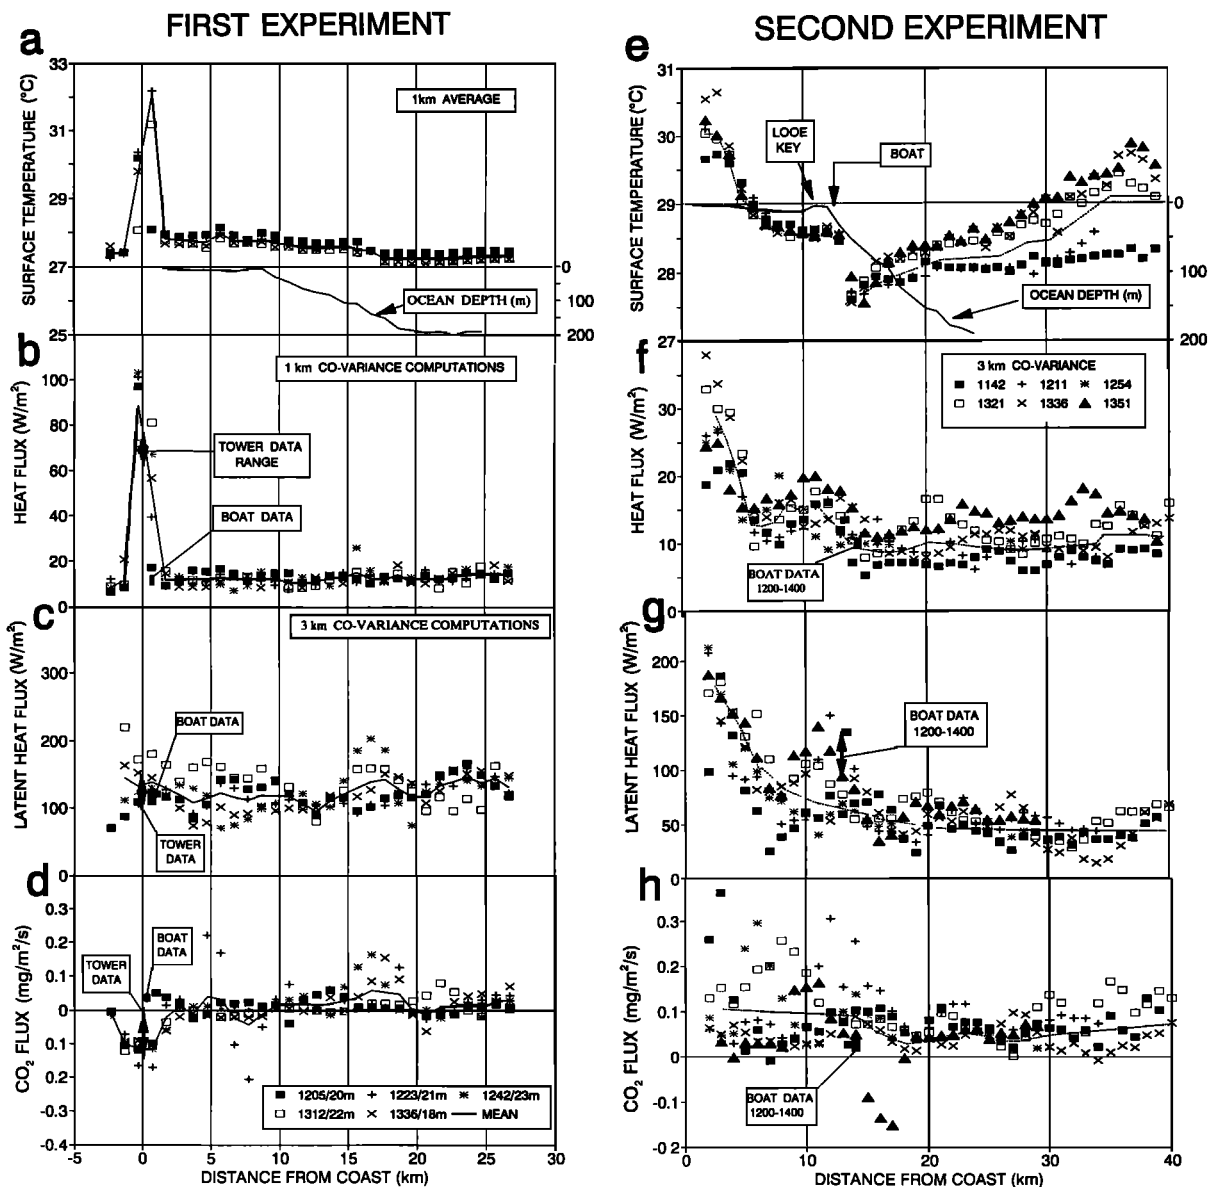 FIRST EXPERIMENT
SECOND EXPERIMENT
a
33
31
29
27
25
SURFACE TEMPERATURE (°C)
1km AVERAGE
OCEAN DEPTH (m)
0
100
200
b
100
80
60
40
20
0
HEAT FLUX (W/m²)
1 km CO-VARIANCE COMPUTATIONS
TOWER DATA
RANGE
BOAT DATA
c
300
200
100
0
LATENT HEAT FLUX (W/m²)
3 km CO-VARIANCE COMPUTATIONS
BOAT DATA
TOWER
DATA
d
0.3
0.2
0.1
0
0.1
0.2
-0.3
-0.4
CO₂ FLUX (mg/m²/s)
TOWER
DATA
BOAT
DATA
1205/20m 1223/21m 1242/23m
1312/22m 1336/18m MEAN
-5 0 5 10 15 20 25 30
DISTANCE FROM COAST (km)
e
31
30
29
28
27
SURFACE TEMPERATURE (°C)
LOOE
KEY
BOAT
OCEAN DEPTH (m)
0
100
200
f
30
20
10
0
HEAT FLUX (W/m²)
3 km CO-VARIANCE
1142 1211 1254
1321 1336 1351
BOAT DATA
1200-1400
g
200
150
100
50
0
LATENT HEAT FLUX (W/m²)
BOAT DATA
1200-1400
h
0.3
0.2
0.1
0
-0.1
-0 2
CO₂ FLUX (mg/m²/s)
BOAT DATA
1200-1400
0 10 20 30 40
DISTANCE FROM COAST (km)